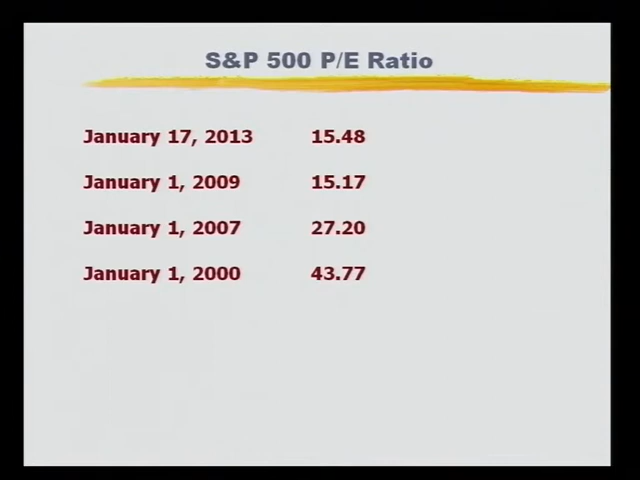 S&P 500 P/E Ratio
January 17, 2013 15.48
January 1, 2009 15.17
January 1, 2007 27.20
January 1, 2000 43.77